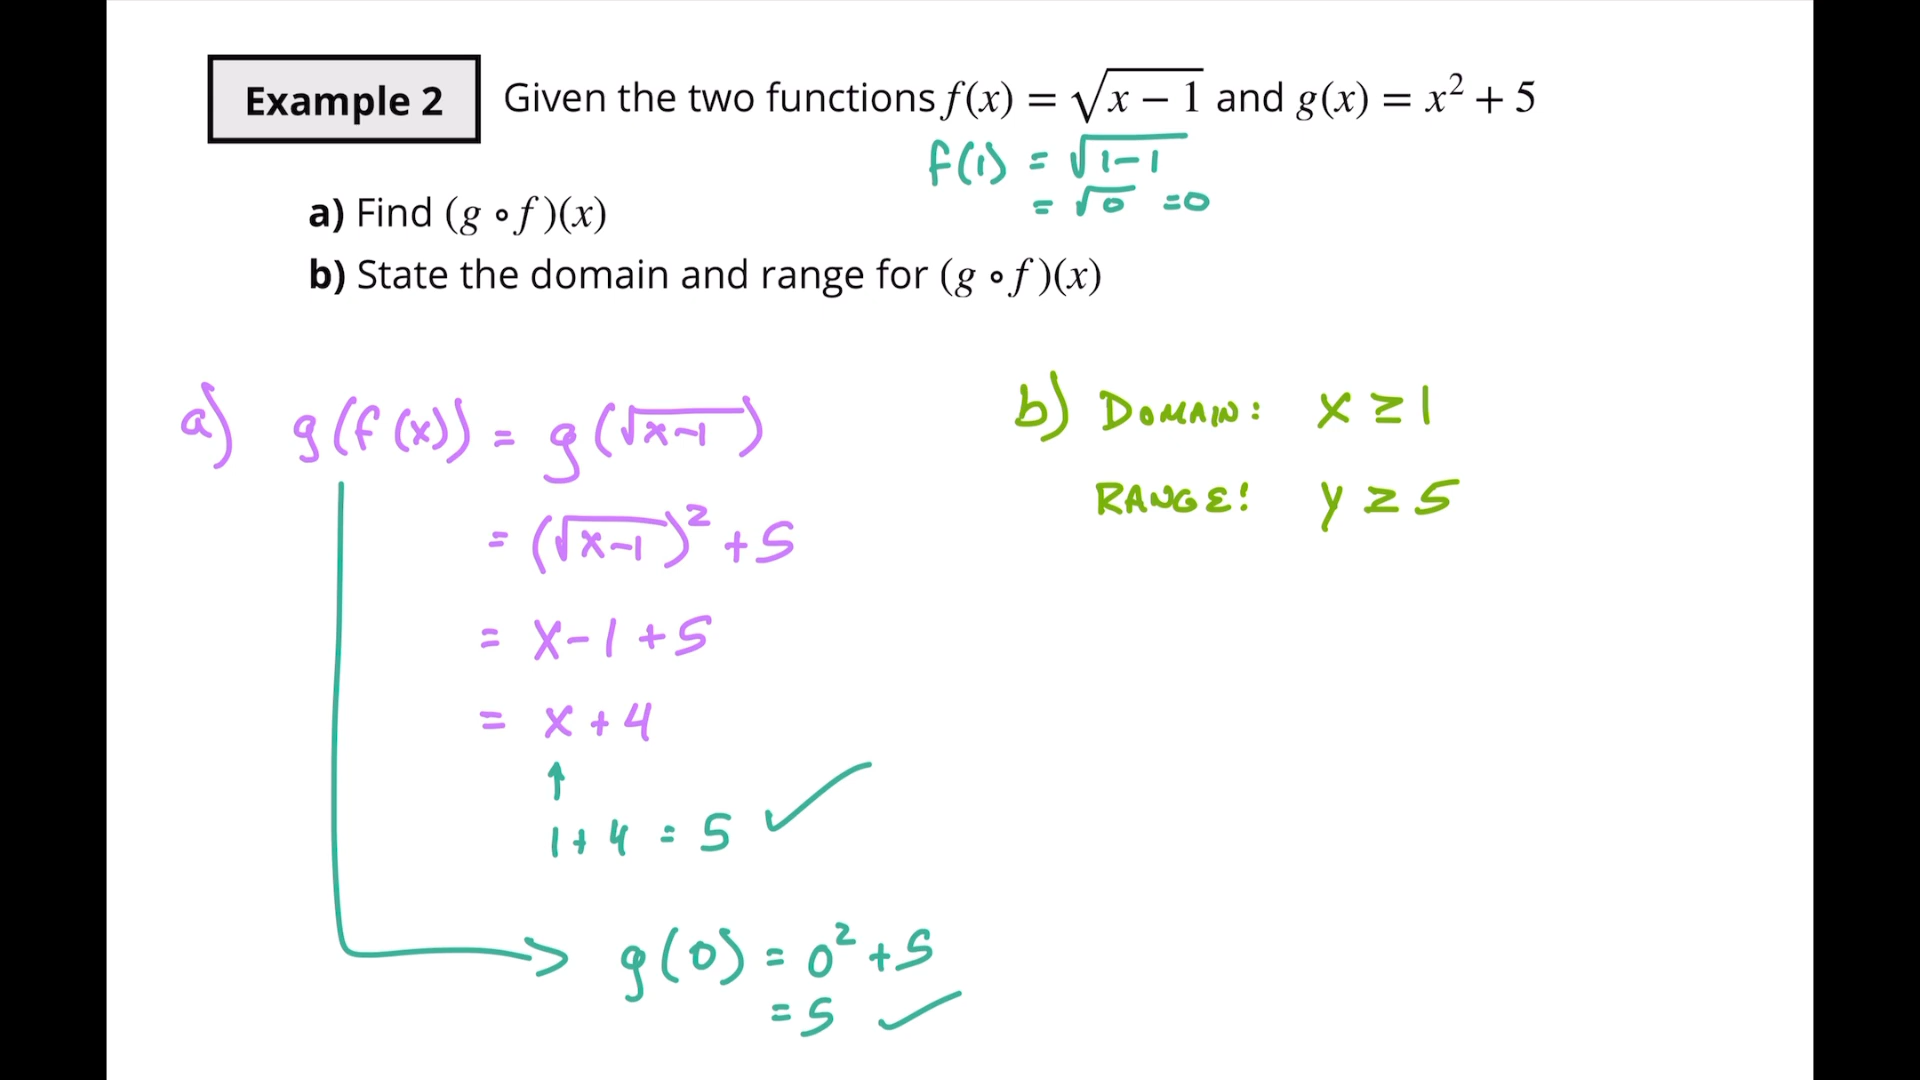 Example 2 Given the two functions f(x) = √(x − 1) and g(x) = x² + 5
f(1) = √(1-1)
= √0 =0
a) Find (g ∘ f)(x)
b) State the domain and range for (g ∘ f)(x)
a) g(f(x)) = g(√(x-1))
= (√(x-1))² + 5
= x - 1 + 5
= x + 4
↑
1 + 4 = 5 ✓
g(0) = 0² + 5
= 5 ✓
b) DOMAIN: x ≥ 1
RANGE: y ≥ 5